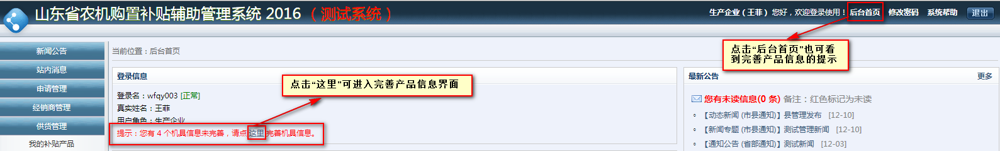 山东省农机购置补贴辅助管理系统 2016 （ 测试系统 ）
生产企业（王菲）您好，欢迎登录使用！ 后台首页 修改密码 系统帮助 退出
点击“后台首页”也可看
到完善产品信息的提示
新闻公告
站内消息
申请管理
经销商管理
供货管理
我的补贴产品
当前位置：后台首页
登录信息
点击“这里”可进入完善产品信息界面
登录名：wfqy003 [正常]
真实姓名：王菲
用户角色：生产企业
提示：您有 4 个机具信息未完善，请点 这里 完善机具信息。
最新公告 更多
您有未读信息(0 条) 备注：红色标记为未读
【动态新闻 (市县通知)】县管理发布 [12-10]
【新闻专题 (市县通知)】测试管理新闻 [12-10]
【通知公告 (省部通知)】测试新闻 [12-03]